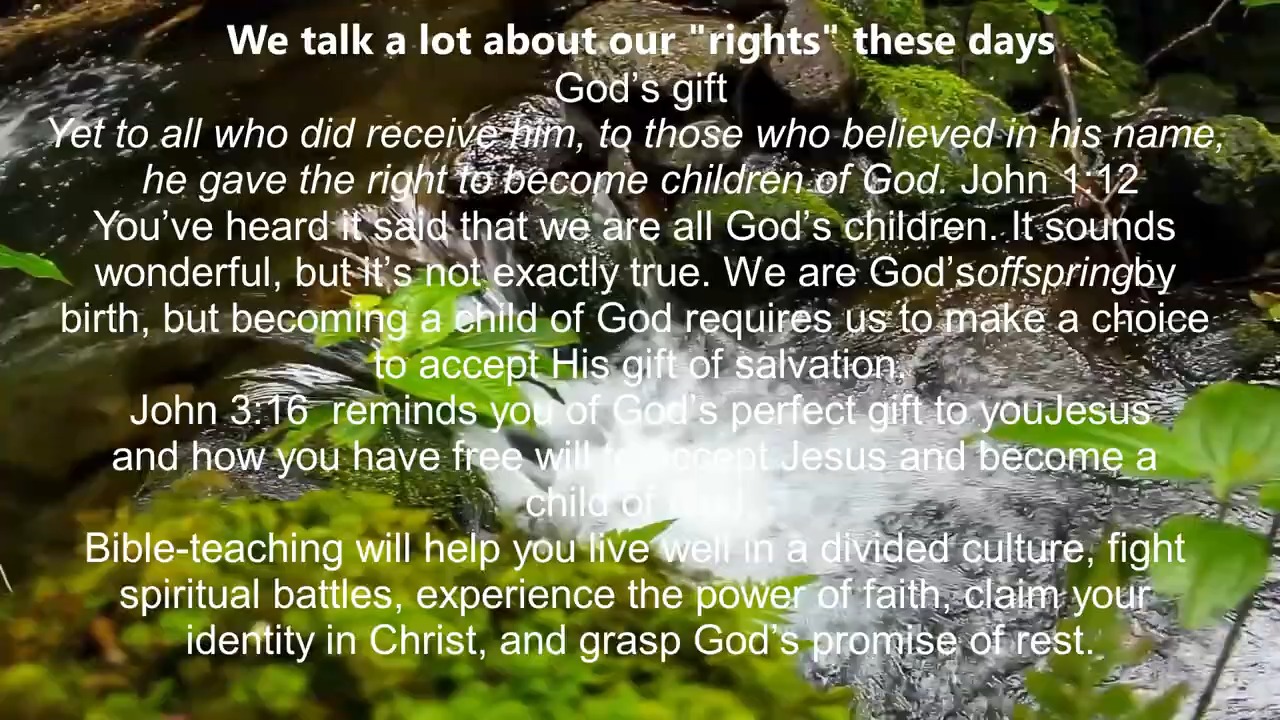 We talk a lot about our "rights" these days
God’s gift
Yet to all who did receive him, to those who believed in his name,
he gave the right to become children of God. John 1:12
You’ve heard it said that we are all God’s children. It sounds
wonderful, but It’s not exactly true. We are God’soffspringby
birth, but becoming a child of God requires us to make a choice
to accept His gift of salvation.
John 3:16  reminds you of God’s perfect gift to youJesus
and how you have free will to accept Jesus and become a
child of
Bible-teaching will help you live well in a divided culture, fight
spiritual battles, experience the power of faith, claim your
identity in Christ, and grasp God’s promise of rest.